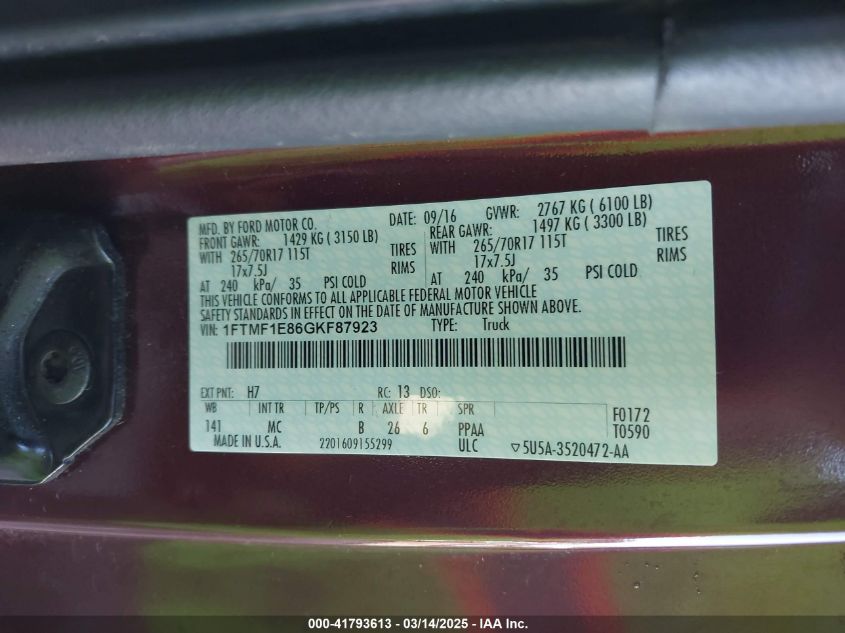 MFD. BY FORD MOTOR CO. DATE: 09/16 GVWR: 2767 KG ( 6100 LB)
FRONT GAWR: 1429 KG ( 3150 LB) REAR GAWR: 1497 KG ( 3300 LB)
WITH 265/70R17 115T TIRES WITH 265/70R17 115T TIRES
17x7.5J RIMS 17x7.5J RIMS
AT 240 kPa/ 35 PSI COLD AT 240 kPa/ 35 PSI COLD
THIS VEHICLE CONFORMS TO ALL APPLICABLE FEDERAL MOTOR VEHICLE
SAFETY STANDARDS IN EFFECT ON THE DATE OF MANUFACTURE SHOWN ABOVE.
VIN: 1FTMF1E86GKF87923 TYPE: Truck
EXT PNT: H7 RC: 13 DSO:
WB INT TR TP/PS R AXLE TR SPR F0172
141 MC B 26 6 PPAA T0590
MADE IN U.S.A. 2201609155299 ULC ▽5U5A-3520472-AA
000-41793613 - 03/14/2025 - IAA Inc.